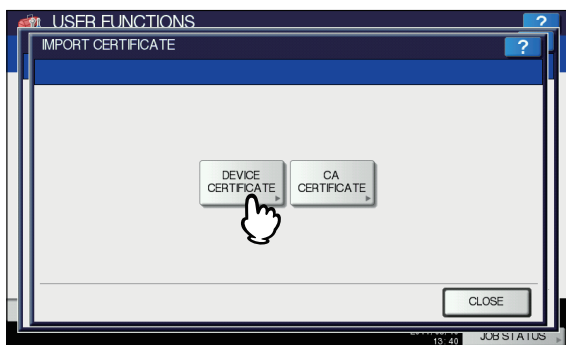 USER FUNCTIONS
?
IMPORT CERTIFICATE
?
DEVICE
CERTIFICATE
CA
CERTIFICATE
CLOSE
13:40
JOB STATUS